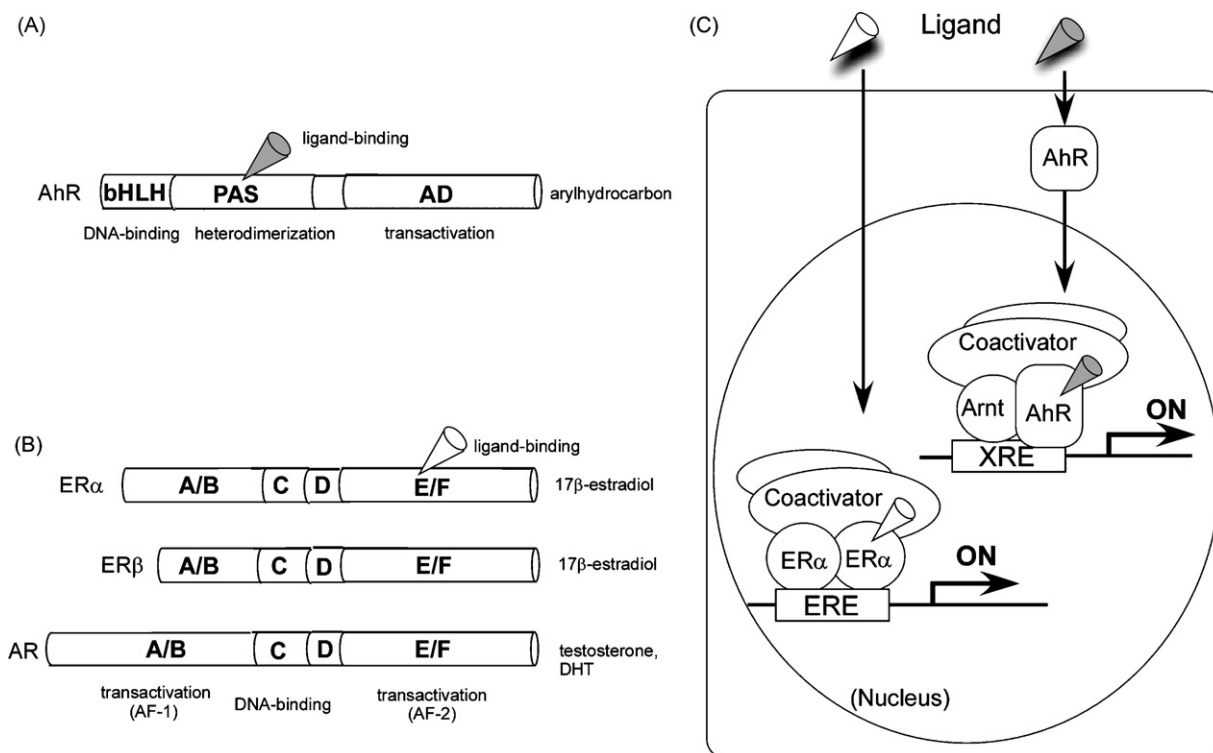 (A)
ligand-binding
AhR bHLH PAS AD arylhydrocarbon
DNA-binding heterodimerization transactivation
(B)
ligand-binding
ERα A/B C D E/F 17β-estradiol
ERβ A/B C D E/F 17β-estradiol
AR A/B C D E/F testosterone,
DHT
transactivation
(AF-1)
DNA-binding
transactivation
(AF-2)
(C)
Ligand
AhR
Coactivator
Arnt AhR
ON
XRE
Coactivator
ERα ERα
ON
ERE
(Nucleus)